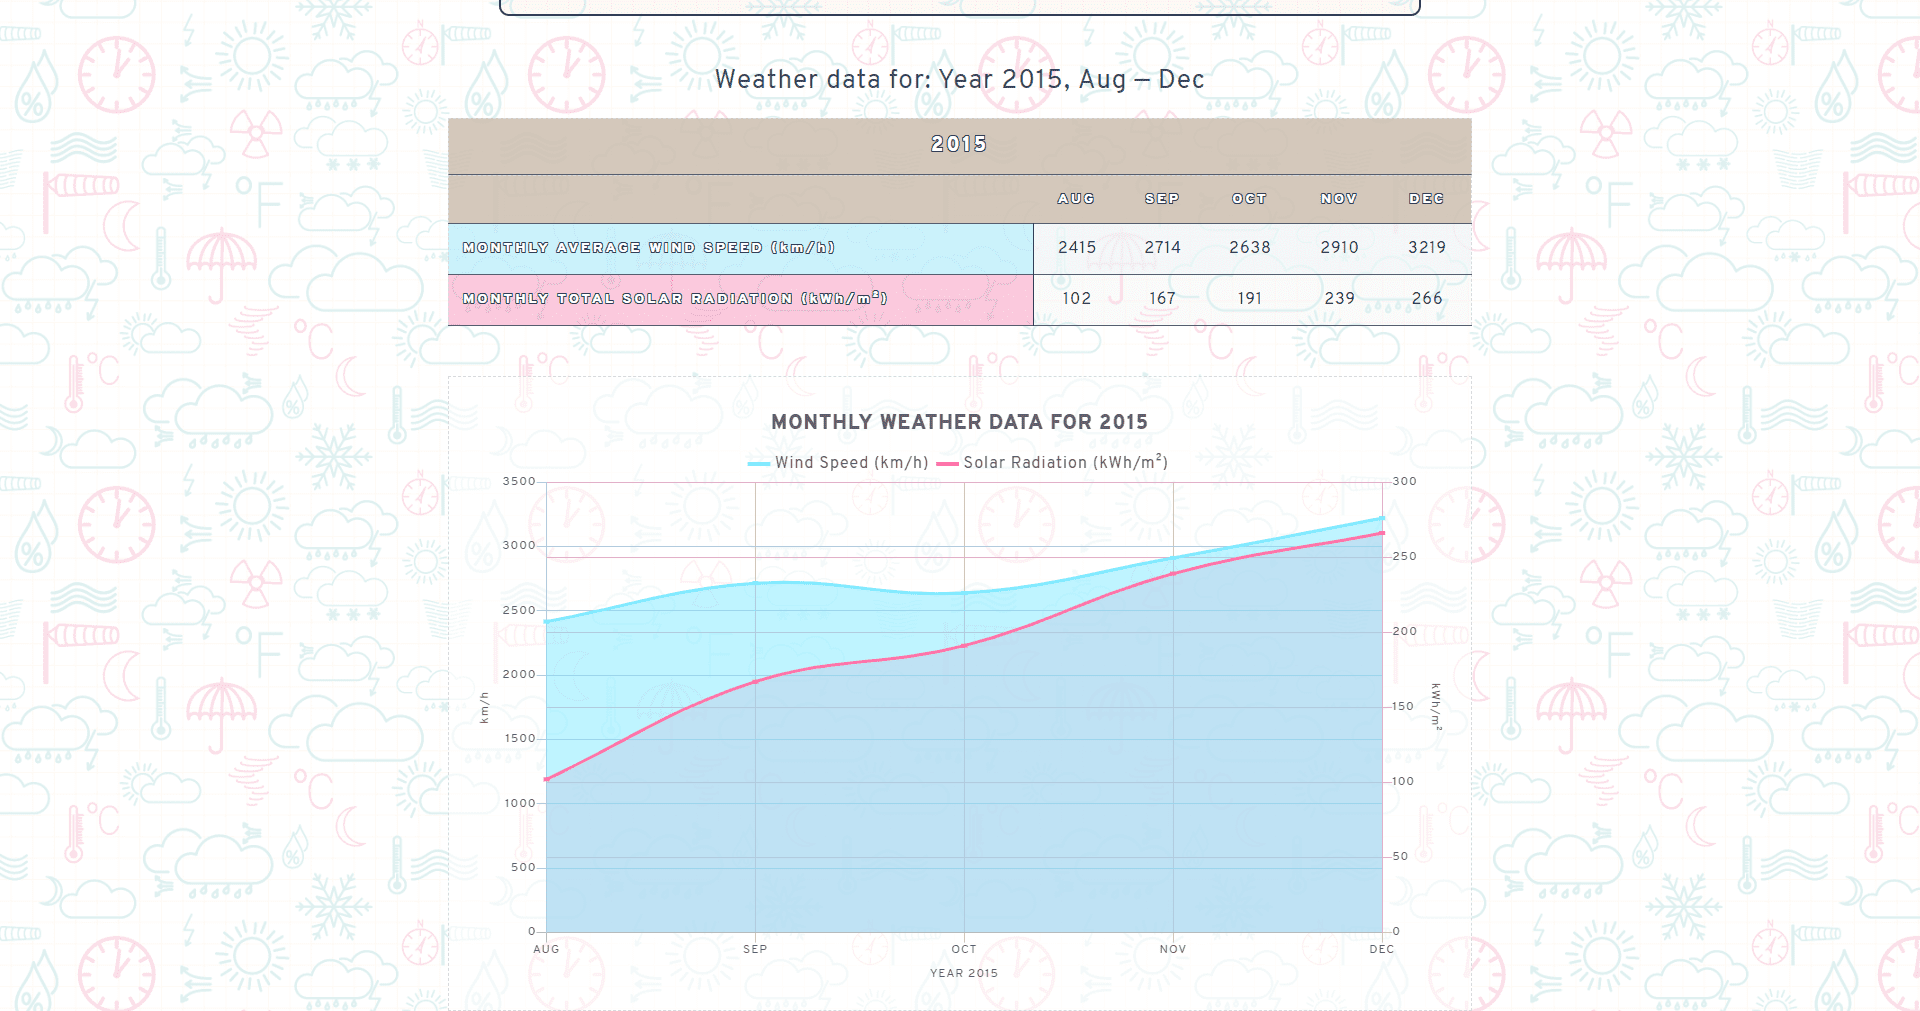 Weather data for: Year 2015, Aug — Dec
2015
AUG SEP OCT NOV DEC
MONTHLY AVERAGE WIND SPEED (km/h) 2415 2714 2638 2910 3219
MONTHLY TOTAL SOLAR RADIATION (kWh/m²) 102 167 191 239 266
MONTHLY WEATHER DATA FOR 2015
Wind Speed (km/h) Solar Radiation (kWh/m²)
3500 300
3000
250
2500
200
2000
km/h
150
kWh/m²
1500
100
1000
50
500
0 0
AUG SEP OCT NOV DEC
YEAR 2015
°F
°C
%
N